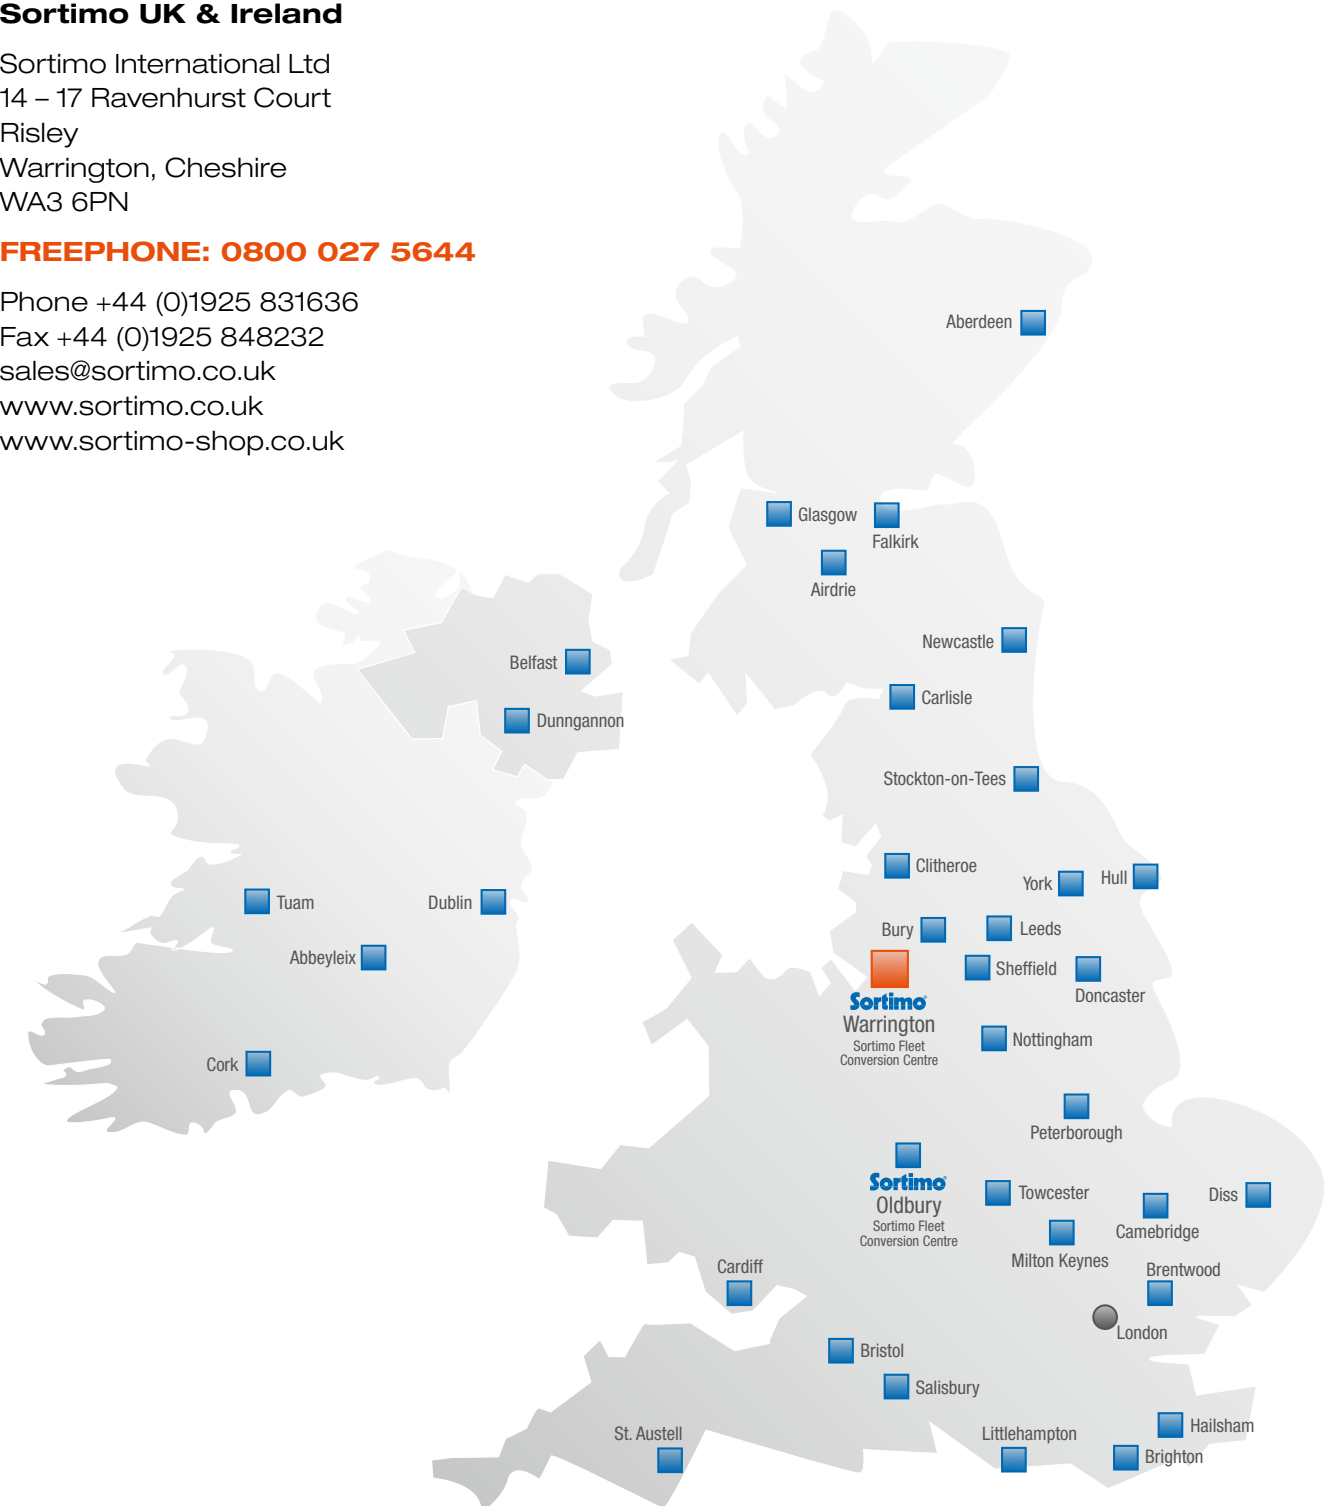 Sortimo UK & Ireland
Sortimo International Ltd
14 – 17 Ravenhurst Court
Risley
Warrington, Cheshire
WA3 6PN
FREEPHONE: 0800 027 5644
Phone +44 (0)1925 831636
Fax +44 (0)1925 848232
sales@sortimo.co.uk
www.sortimo.co.uk
www.sortimo-shop.co.uk
Aberdeen
Glasgow
Falkirk
Airdrie
Newcastle
Belfast
Carlisle
Dunngannon
Stockton-on-Tees
Clitheroe
York
Hull
Tuam
Dublin
Bury
Leeds
Abbeyleix
Sheffield
Doncaster
Sortimo®
Warrington
Sortimo Fleet
Conversion Centre
Nottingham
Cork
Peterborough
Sortimo®
Oldbury
Sortimo Fleet
Conversion Centre
Towcester
Diss
Camebridge
Milton Keynes
Cardiff
Brentwood
London
Bristol
Salisbury
St. Austell
Littlehampton
Hailsham
Brighton